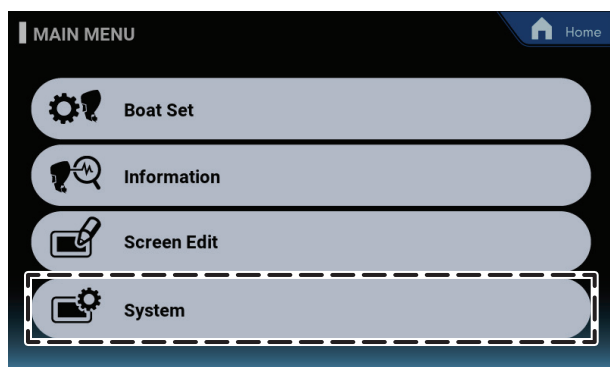 MAIN MENU
Home
Boat Set
Information
Screen Edit
System